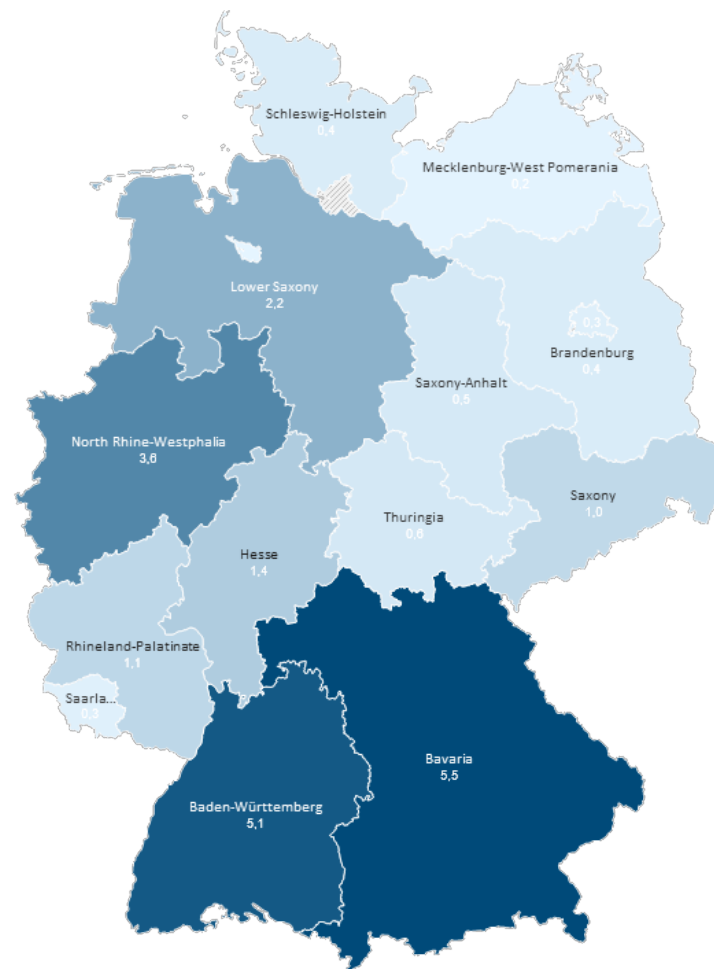 Schleswig-Holstein
0,4
Mecklenburg-West Pomerania
0,2
Lower Saxony
2,2
0,3
Brandenburg
0,4
Saxony-Anhalt
0,5
North Rhine-Westphalia
3,6
Saxony
1,0
Thuringia
0,6
Hesse
1,4
Rhineland-Palatinate
1,1
Saarla...
0,3
Bavaria
5,5
Baden-Württemberg
5,1